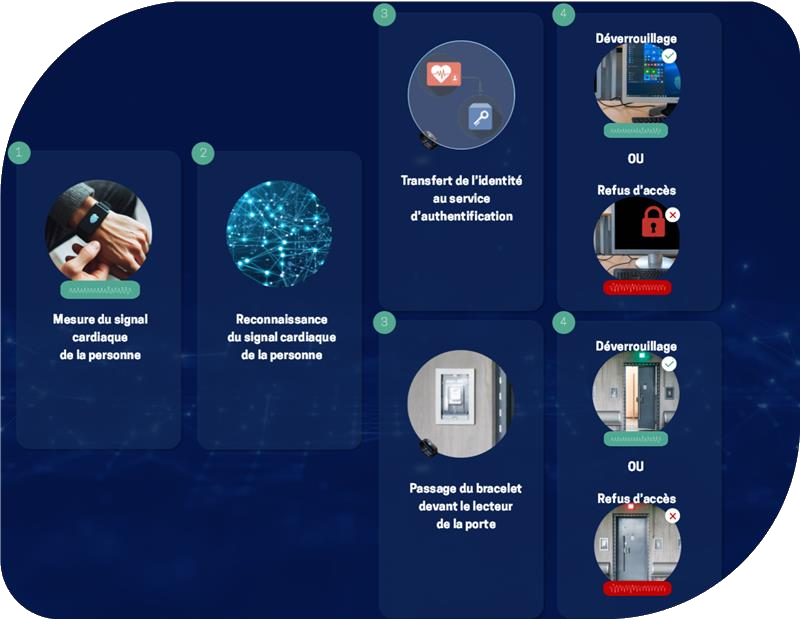 1
Mesure du signal
cardiaque
de la personne
2
Reconnaissance
du signal cardiaque
de la personne
3
Transfert de l'identité
au service
d'authentification
4
Déverrouillage
OU
Refus d'accès
3
Passage du bracelet
devant le lecteur
de la porte
4
Déverrouillage
OU
Refus d'accès